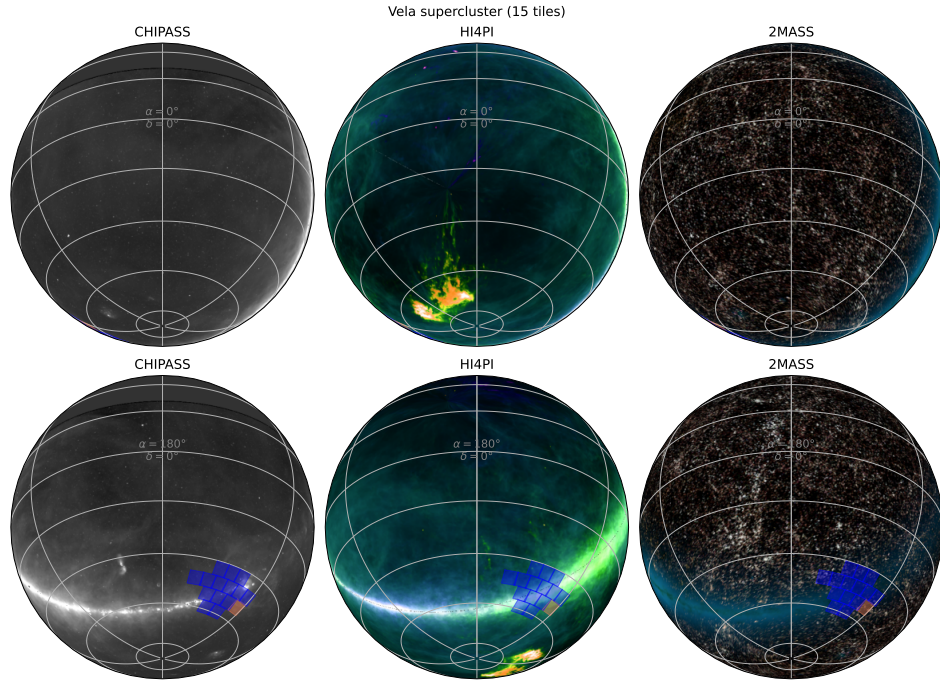 Vela supercluster (15 tiles)
CHIPASS
HI4PI
2MASS
α = 0°
δ = 0°
α = 0°
δ = 0°
α = 0°
δ = 0°
CHIPASS
HI4PI
2MASS
α = 180°
δ = 0°
α = 180°
δ = 0°
α = 180°
δ = 0°